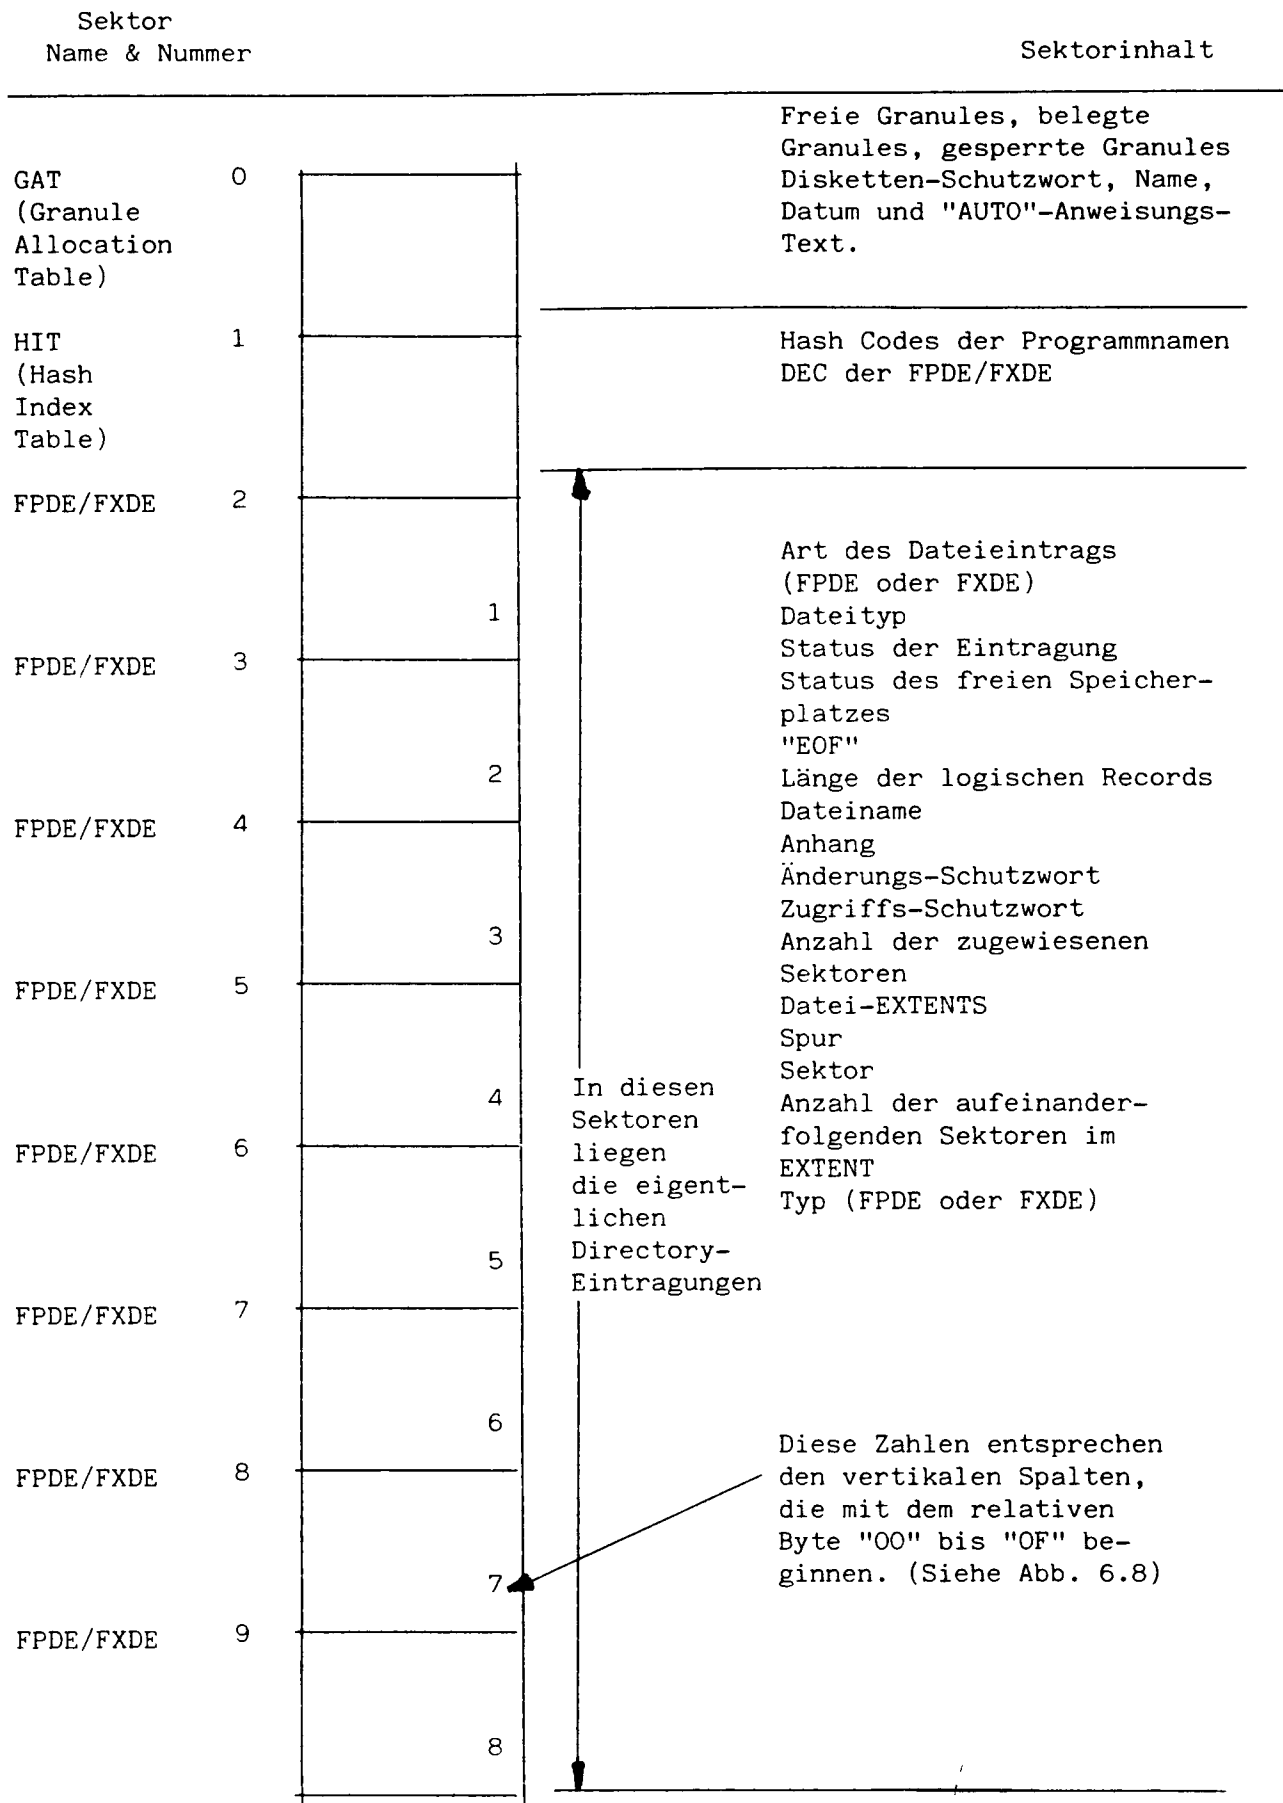 Sektor
Name & Nummer
Sektorinhalt
Freie Granules, belegte
Granules, gesperrte Granules
Disketten-Schutzwort, Name,
Datum und "AUTO"-Anweisungs-
Text.
GAT 0
(Granule
Allocation
Table)
HIT 1
(Hash
Index
Table)
Hash Codes der Programmnamen
DEC der FPDE/FXDE
FPDE/FXDE 2
1
FPDE/FXDE 3
2
FPDE/FXDE 4
3
FPDE/FXDE 5
4
FPDE/FXDE 6
5
FPDE/FXDE 7
6
FPDE/FXDE 8
7
FPDE/FXDE 9
8
In diesen
Sektoren
liegen
die eigent-
lichen
Directory-
Eintragungen
Art des Dateieintrags
(FPDE oder FXDE)
Dateityp
Status der Eintragung
Status des freien Speicher-
platzes
"EOF"
Länge der logischen Records
Dateiname
Anhang
Änderungs-Schutzwort
Zugriffs-Schutzwort
Anzahl der zugewiesenen
Sektoren
Datei-EXTENTS
Spur
Sektor
Anzahl der aufeinander-
folgenden Sektoren im
EXTENT
Typ (FPDE oder FXDE)
Diese Zahlen entsprechen
den vertikalen Spalten,
die mit dem relativen
Byte "00" bis "0F" be-
ginnen. (Siehe Abb. 6.8)